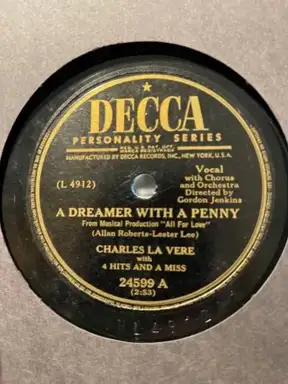 DECCA
PERSONALITY SERIES
MANUFACTURED BY DECCA RECORDS, INC., NEW YORK, U.S.A.
(L 4912)
Vocal
with Chorus
and Orchestra
Directed by
Gordon Jenkins
A DREAMER WITH A PENNY
From Musical Production "All For Love"
(Allan Roberts-Lester Lee)
CHARLES LA VERE
with
4 HITS AND A MISS
24599 A
(2:53)